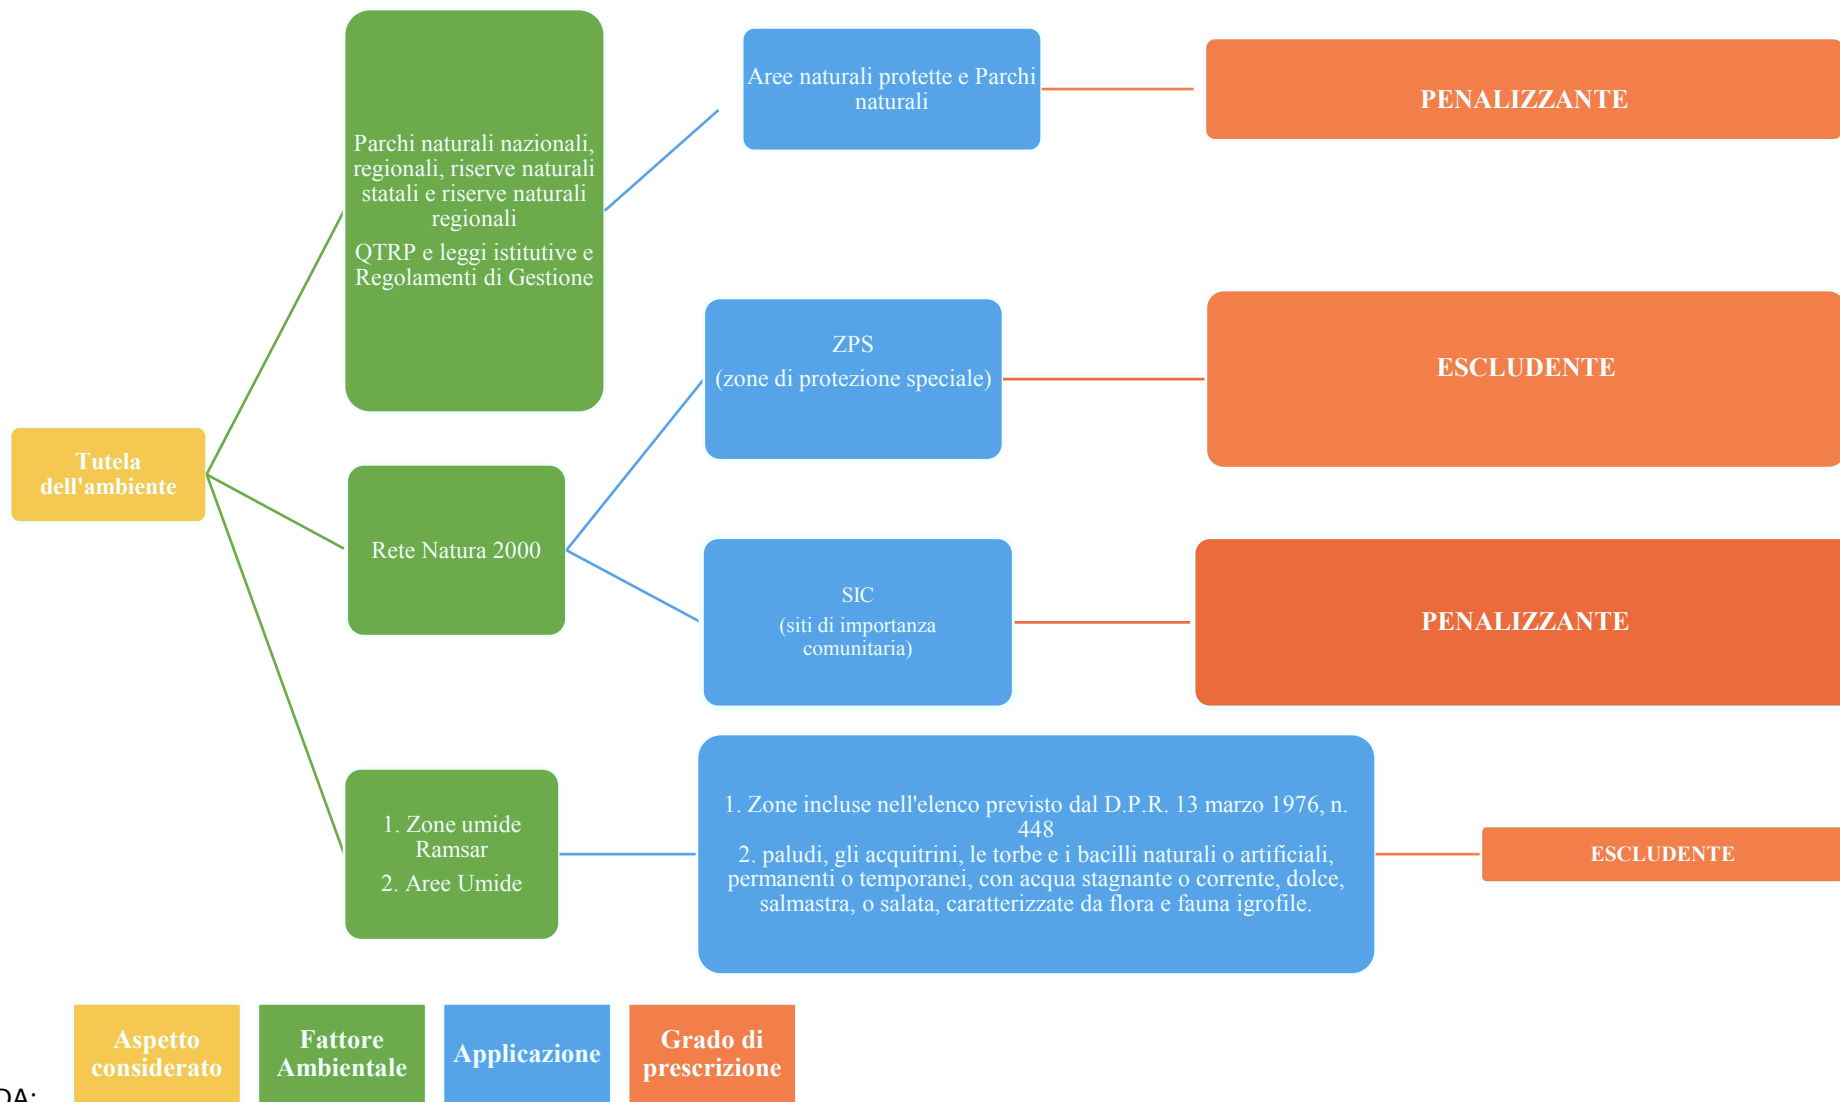 Aree naturali protette e Parchi
naturali
PENALIZZANTE
Parchi naturali nazionali,
regionali, riserve naturali
statali e riserve naturali
regionali
QTRP e leggi istitutive e
Regolamenti di Gestione
ZPS
(zone di protezione speciale)
ESCLUDENTE
Tutela
dell'ambiente
Rete Natura 2000
SIC
(siti di importanza
comunitaria)
PENALIZZANTE
1. Zone umide
Ramsar
2. Aree Umide
1. Zone incluse nell'elenco previsto dal D.P.R. 13 marzo 1976, n.
448
2. paludi, gli acquitrini, le torbe e i bacilli naturali o artificiali,
permanenti o temporanei, con acqua stagnante o corrente, dolce,
salmastra, o salata, caratterizzate da flora e fauna igrofile.
ESCLUDENTE
Aspetto
considerato
Fattore
Ambientale
Applicazione
Grado di
prescrizione
DA: